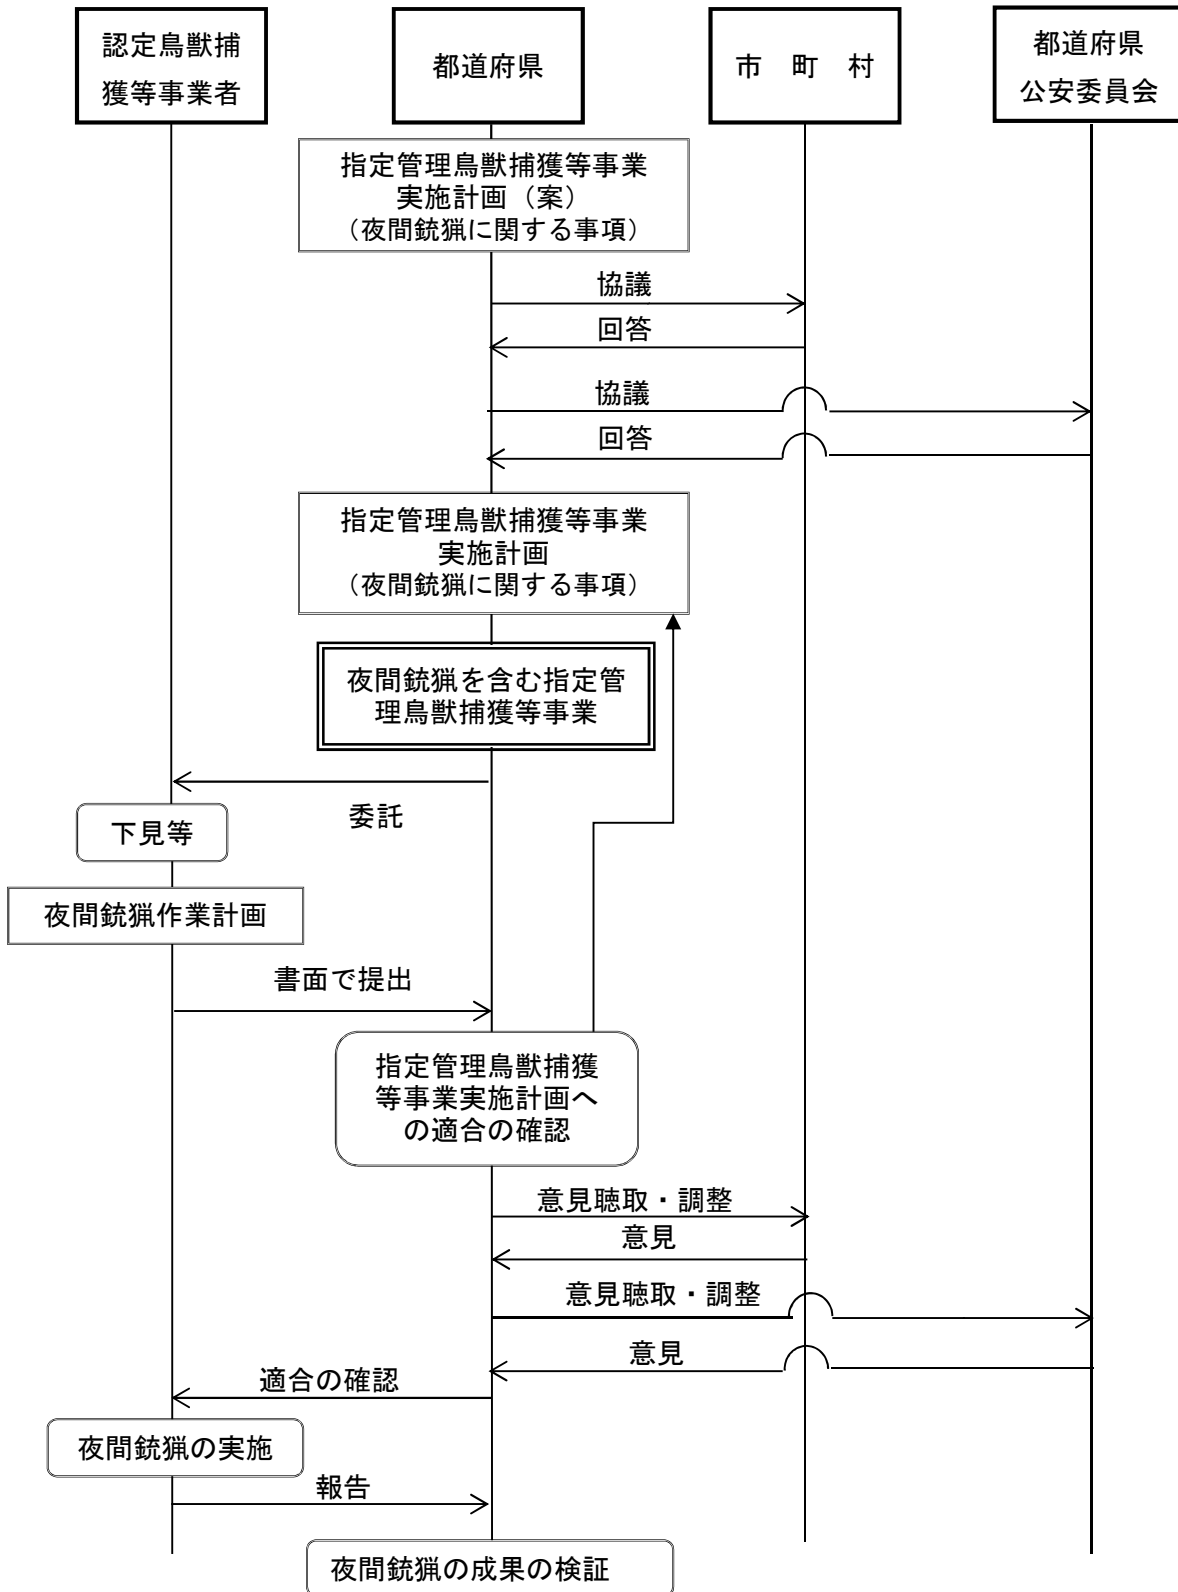 認定鳥獣捕
獲等事業者
都道府県
市　町　村
都道府県
公安委員会
指定管理鳥獣捕獲等事業
実施計画（案）
（夜間銃猟に関する事項）
協議
回答
協議
回答
指定管理鳥獣捕獲等事業
実施計画
（夜間銃猟に関する事項）
夜間銃猟を含む指定管
理鳥獣捕獲等事業
委託
下見等
夜間銃猟作業計画
書面で提出
指定管理鳥獣捕獲
等事業実施計画へ
の適合の確認
意見聴取・調整
意見
意見聴取・調整
意見
適合の確認
夜間銃猟の実施
報告
夜間銃猟の成果の検証